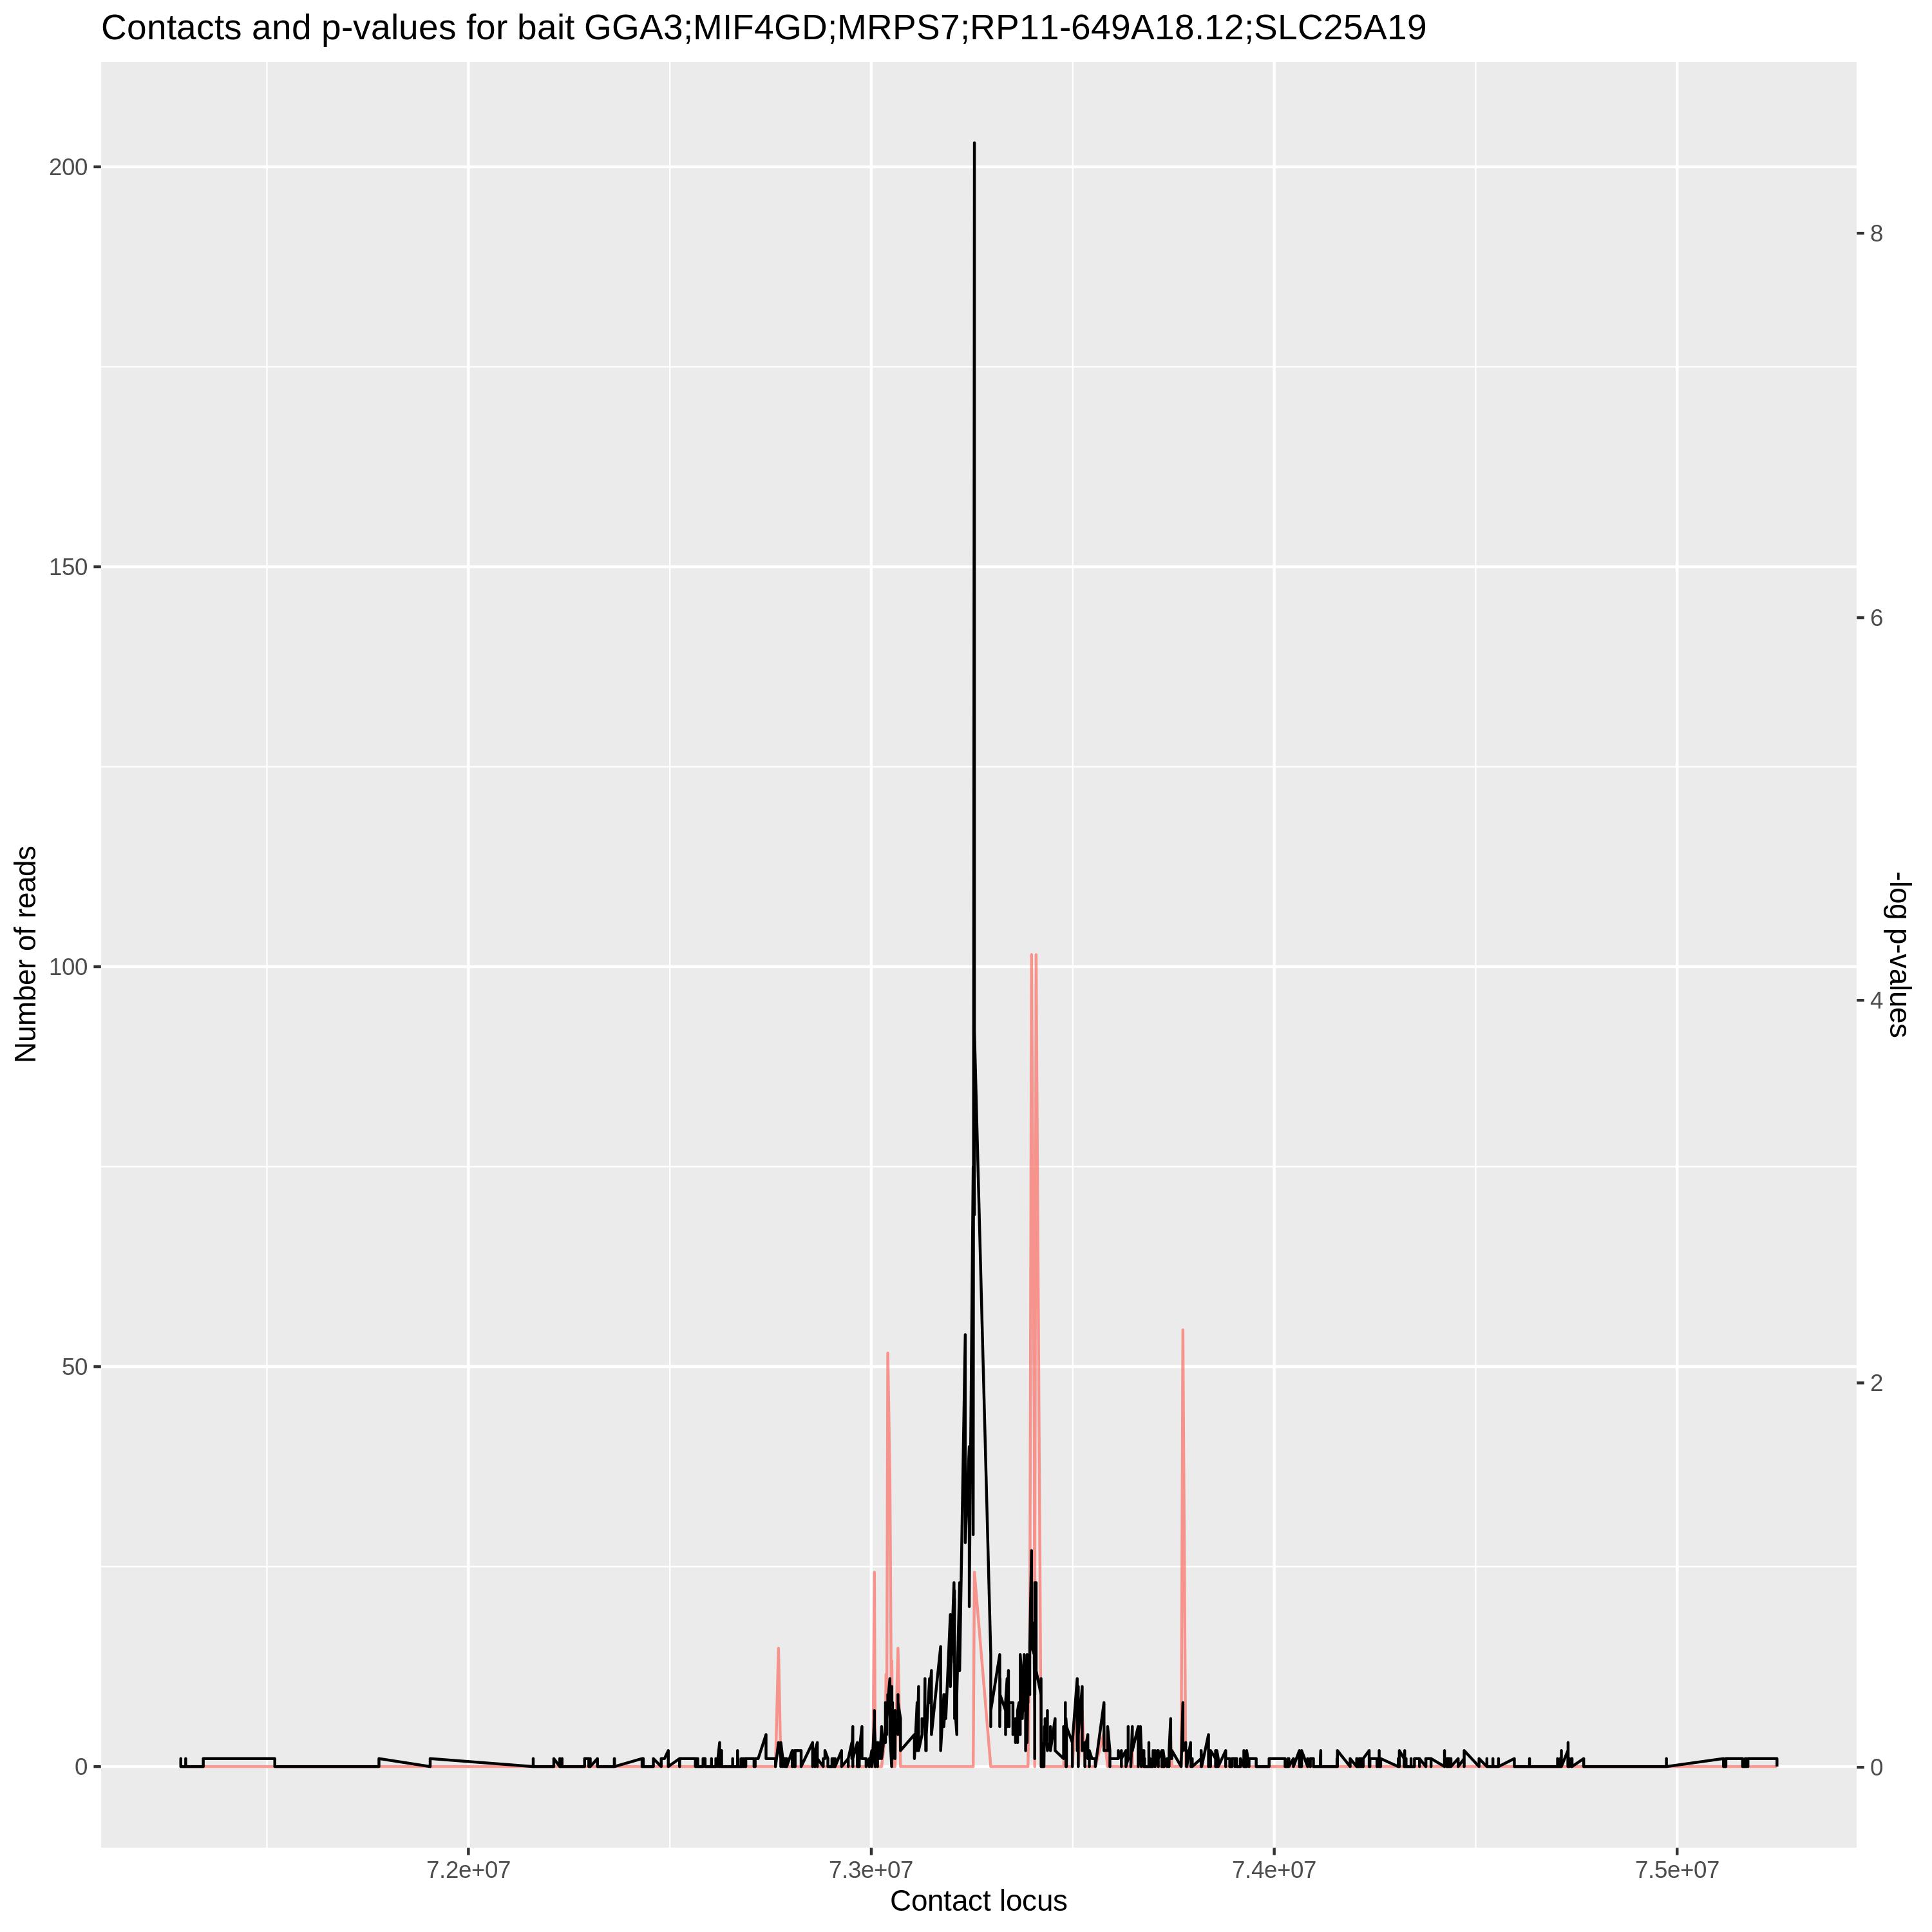 Contacts and p-values for bait GGA3;MIF4GD;MRPS7;RP11-649A18.12;SLC25A19
200
150
100
50
0
Number of reads
8
6
4
2
0
-log p-values
7.2e+07
7.3e+07
7.4e+07
7.5e+07
Contact locus